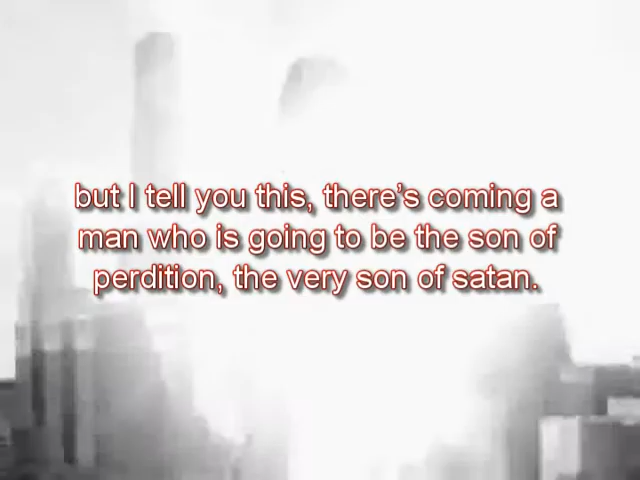 but I tell you this, there's coming a
man who is going to be the son of
perdition, the very son of satan.